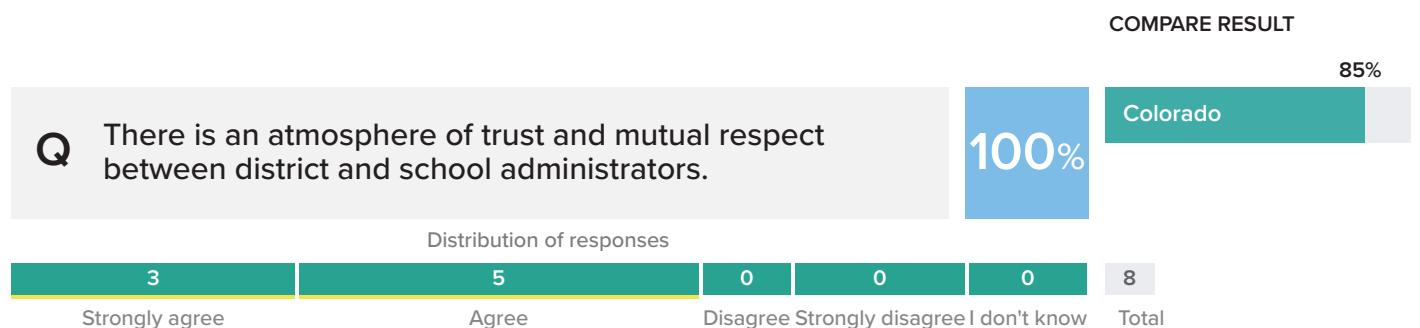 COMPARE RESULT
85%
Q There is an atmosphere of trust and mutual respect
between district and school administrators.
100%
Colorado
Distribution of responses
3 5 0 0 0 8
Strongly agree Agree Disagree Strongly disagree I don't know Total